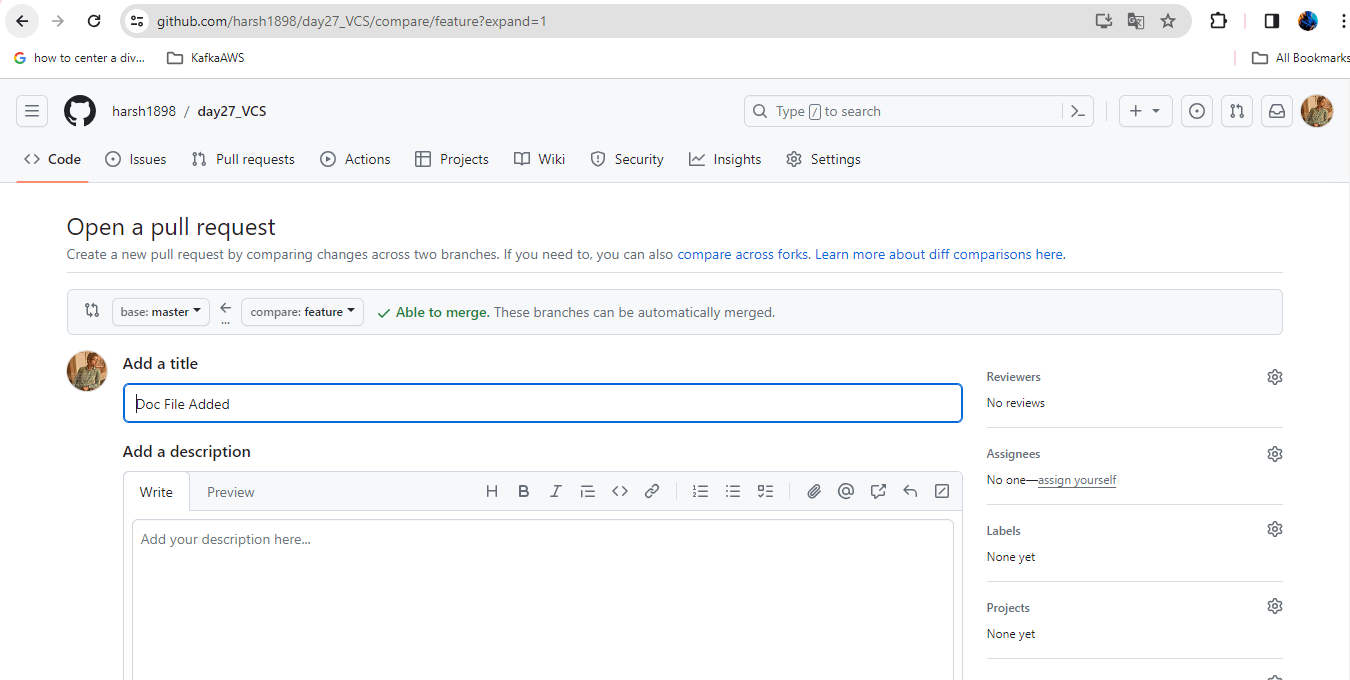 github.com/harsh1898/day27_VCS/compare/feature?expand=1
how to center a div... KafkaAWS All Bookmarks
harsh1898 / day27_VCS Type / to search
Code Issues Pull requests Actions Projects Wiki Security Insights Settings
Open a pull request
Create a new pull request by comparing changes across two branches. If you need to, you can also compare across forks. Learn more about diff comparisons here.
base: master compare: feature Able to merge. These branches can be automatically merged.
Add a title
Doc File Added
Add a description
Write Preview
Add your description here...
Reviewers
No reviews
Assignees
No one—assign yourself
Labels
None yet
Projects
None yet